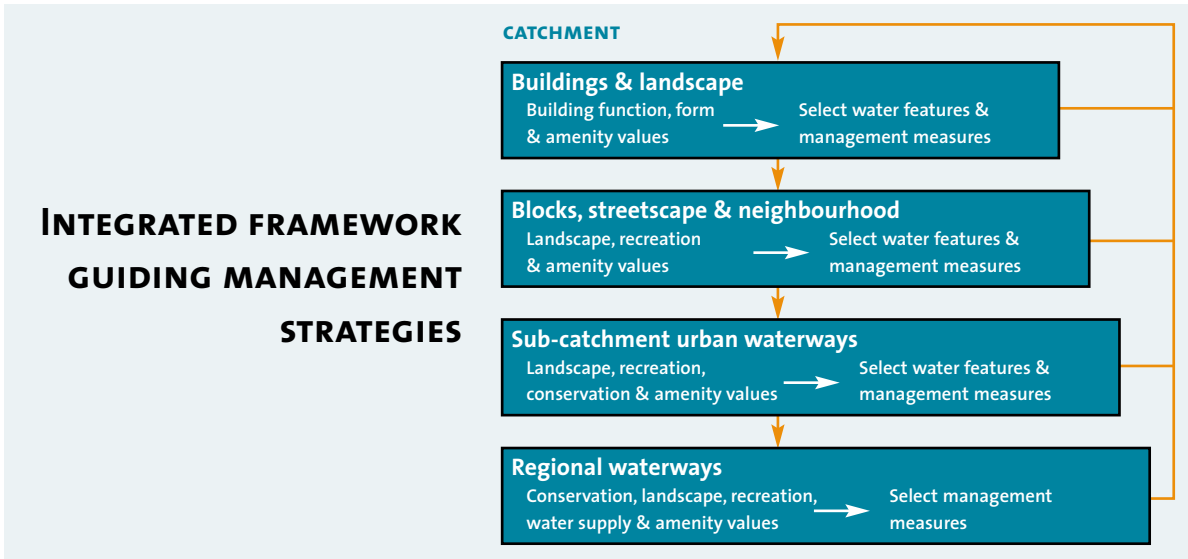 INTEGRATED FRAMEWORK
GUIDING MANAGEMENT
STRATEGIES
CATCHMENT
Buildings & landscape
Building function, form
& amenity values
Select water features &
management measures
Blocks, streetscape & neighbourhood
Landscape, recreation
& amenity values
Select water features &
management measures
Sub-catchment urban waterways
Landscape, recreation,
conservation & amenity values
Select water features &
management measures
Regional waterways
Conservation, landscape, recreation,
water supply & amenity values
Select management
measures